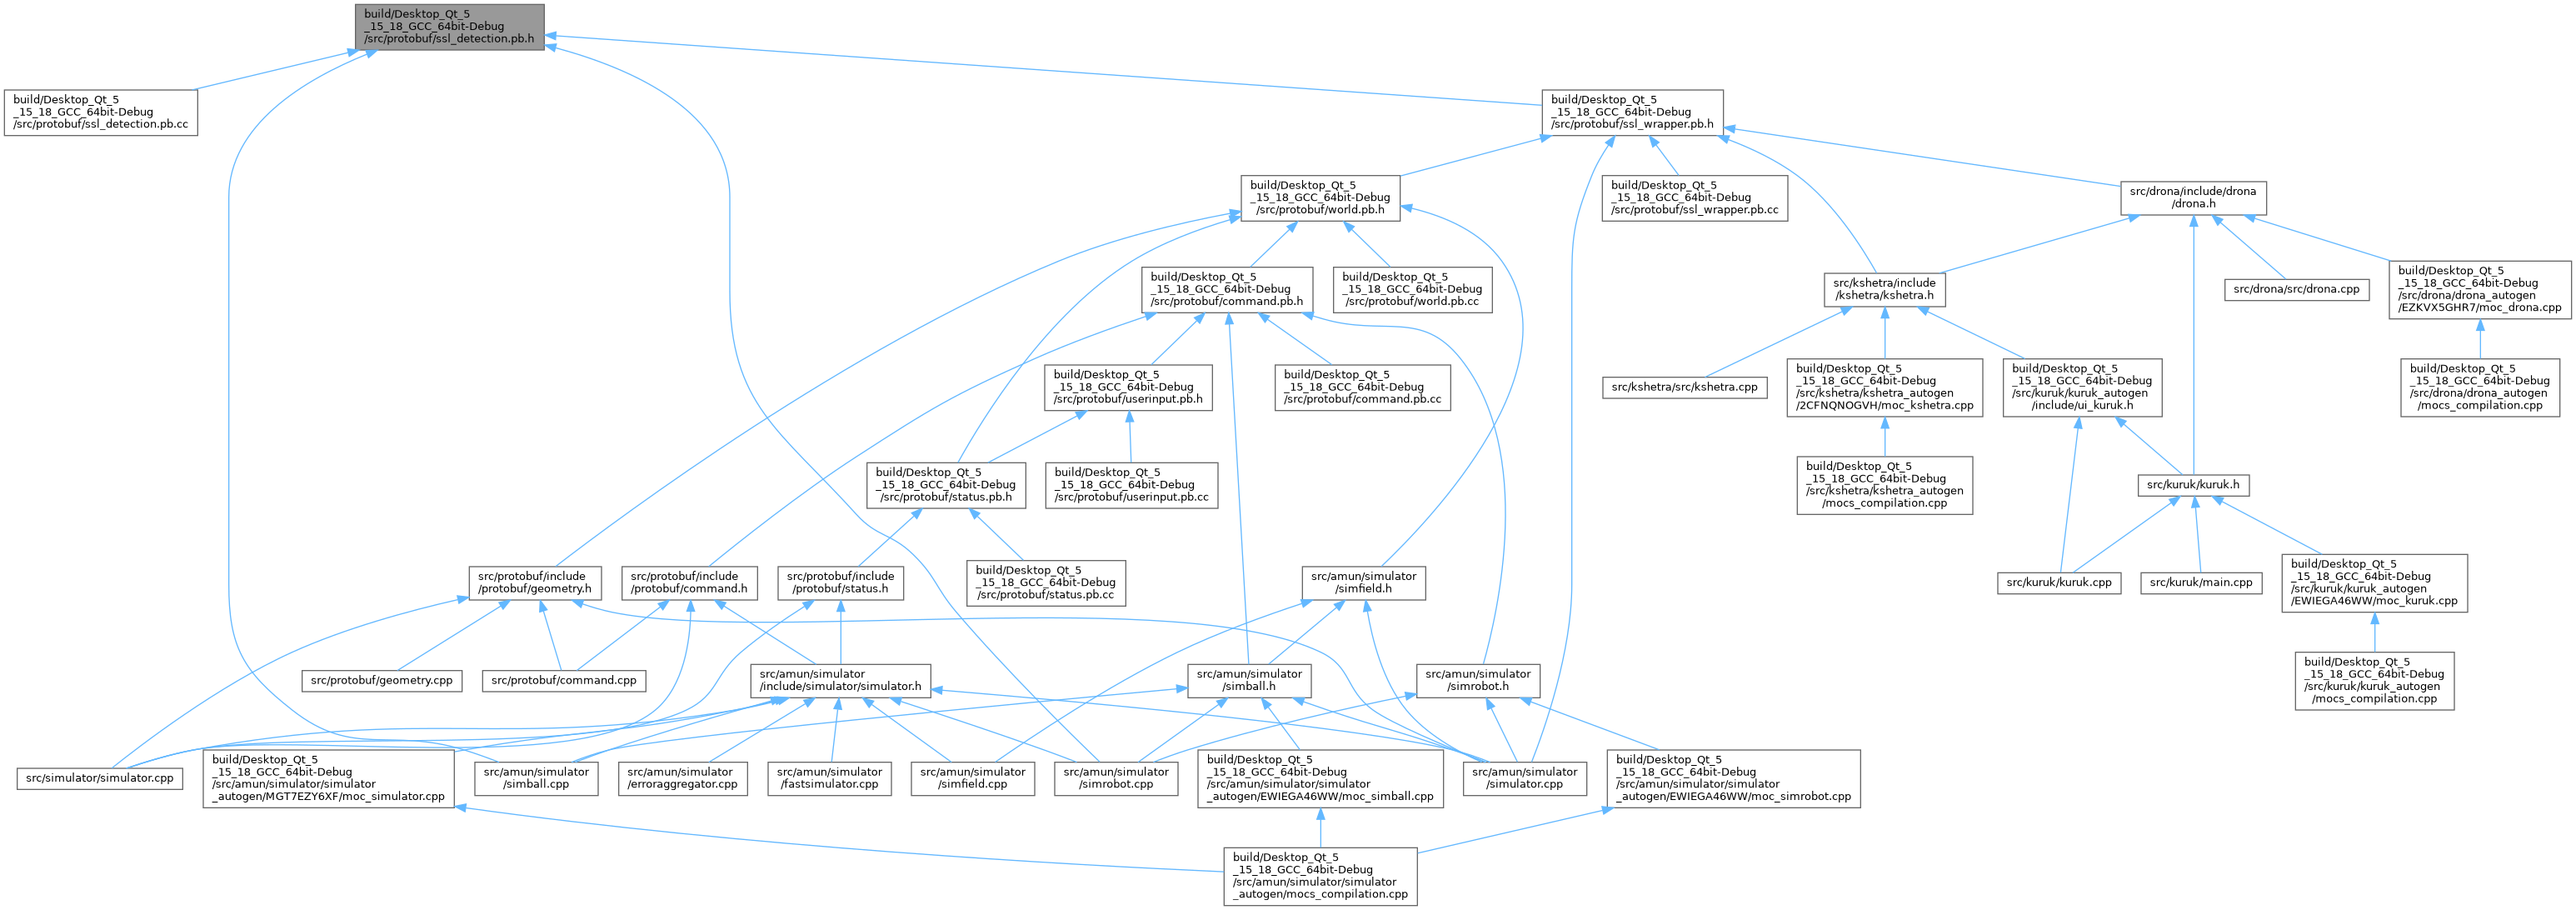 build/Desktop_Qt_5
_15_18_GCC_64bit-Debug
/src/protobuf/ssl_detection.pb.h
build/Desktop_Qt_5
_15_18_GCC_64bit-Debug
/src/protobuf/ssl_detection.pb.cc
build/Desktop_Qt_5
_15_18_GCC_64bit-Debug
/src/protobuf/ssl_wrapper.pb.h
build/Desktop_Qt_5
_15_18_GCC_64bit-Debug
/src/protobuf/world.pb.h
build/Desktop_Qt_5
_15_18_GCC_64bit-Debug
/src/protobuf/ssl_wrapper.pb.cc
src/drona/include/drona
/drona.h
build/Desktop_Qt_5
_15_18_GCC_64bit-Debug
/src/protobuf/command.pb.h
build/Desktop_Qt_5
_15_18_GCC_64bit-Debug
/src/protobuf/world.pb.cc
src/kshetra/include
/kshetra/kshetra.h
src/drona/src/drona.cpp
build/Desktop_Qt_5
_15_18_GCC_64bit-Debug
/src/drona/drona_autogen
/EZKVX5GHR7/moc_drona.cpp
build/Desktop_Qt_5
_15_18_GCC_64bit-Debug
/src/protobuf/userinput.pb.h
build/Desktop_Qt_5
_15_18_GCC_64bit-Debug
/src/protobuf/command.pb.cc
src/kshetra/src/kshetra.cpp
build/Desktop_Qt_5
_15_18_GCC_64bit-Debug
/src/kshetra/kshetra_autogen
/2CFNQNOGVH/moc_kshetra.cpp
build/Desktop_Qt_5
_15_18_GCC_64bit-Debug
/src/kuruk/kuruk_autogen
/include/ui_kuruk.h
build/Desktop_Qt_5
_15_18_GCC_64bit-Debug
/src/drona/drona_autogen
/mocs_compilation.cpp
build/Desktop_Qt_5
_15_18_GCC_64bit-Debug
/src/protobuf/status.pb.h
build/Desktop_Qt_5
_15_18_GCC_64bit-Debug
/src/protobuf/userinput.pb.cc
build/Desktop_Qt_5
_15_18_GCC_64bit-Debug
/src/kshetra/kshetra_autogen
/mocs_compilation.cpp
src/kuruk/kuruk.h
src/protobuf/include
/protobuf/geometry.h
src/protobuf/include
/protobuf/command.h
src/protobuf/include
/protobuf/status.h
build/Desktop_Qt_5
_15_18_GCC_64bit-Debug
/src/protobuf/status.pb.cc
src/amun/simulator
/simfield.h
src/kuruk/kuruk.cpp
src/kuruk/main.cpp
build/Desktop_Qt_5
_15_18_GCC_64bit-Debug
/src/kuruk/kuruk_autogen
/EWIEGA46WW/moc_kuruk.cpp
src/protobuf/geometry.cpp
src/protobuf/command.cpp
src/amun/simulator
/include/simulator/simulator.h
src/amun/simulator
/simball.h
src/amun/simulator
/simrobot.h
build/Desktop_Qt_5
_15_18_GCC_64bit-Debug
/src/kuruk/kuruk_autogen
/mocs_compilation.cpp
src/simulator/simulator.cpp
build/Desktop_Qt_5
_15_18_GCC_64bit-Debug
/src/amun/simulator/simulator
_autogen/MGT7EZY6XF/moc_simulator.cpp
src/amun/simulator
/simball.cpp
src/amun/simulator
/erroraggregator.cpp
src/amun/simulator
/fastsimulator.cpp
src/amun/simulator
/simfield.cpp
src/amun/simulator
/simrobot.cpp
build/Desktop_Qt_5
_15_18_GCC_64bit-Debug
/src/amun/simulator/simulator
_autogen/EWIEGA46WW/moc_simball.cpp
src/amun/simulator
/simulator.cpp
build/Desktop_Qt_5
_15_18_GCC_64bit-Debug
/src/amun/simulator/simulator
_autogen/EWIEGA46WW/moc_simrobot.cpp
build/Desktop_Qt_5
_15_18_GCC_64bit-Debug
/src/amun/simulator/simulator
_autogen/mocs_compilation.cpp